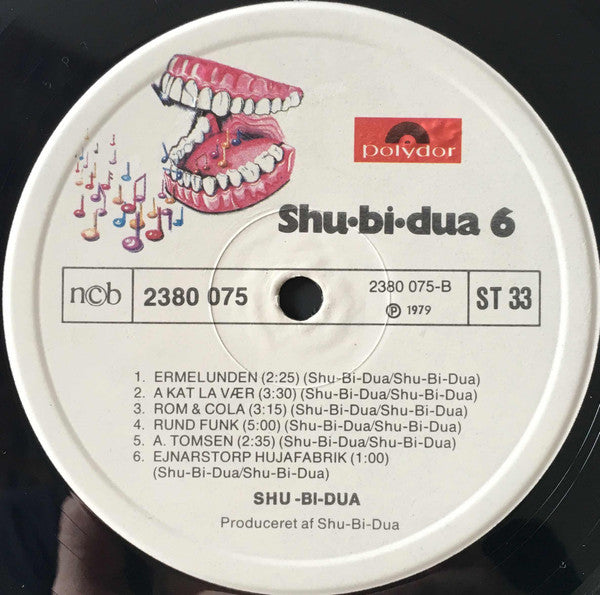 polydor
Shu·bi·dua 6
ncb
2380 075
2380 075-B
℗ 1979
ST 33
1. ERMELUNDEN (2:25) (Shu-Bi-Dua/Shu-Bi-Dua)
2. A KAT LA VÆR (3:30) (Shu-Bi-Dua/Shu-Bi-Dua)
3. ROM & COLA (3:15) (Shu-Bi-Dua/Shu-Bi-Dua)
4. RUND FUNK (5:00) (Shu-Bi-Dua/Shu-Bi-Dua)
5. A. TOMSEN (2:35) (Shu-Bi-Dua/Shu-Bi-Dua)
6. EJNARSTORP HUJAFABRIK (1:00)
(Shu-Bi-Dua/Shu-Bi-Dua)
SHU-BI-DUA
Produceret af Shu-Bi-Dua